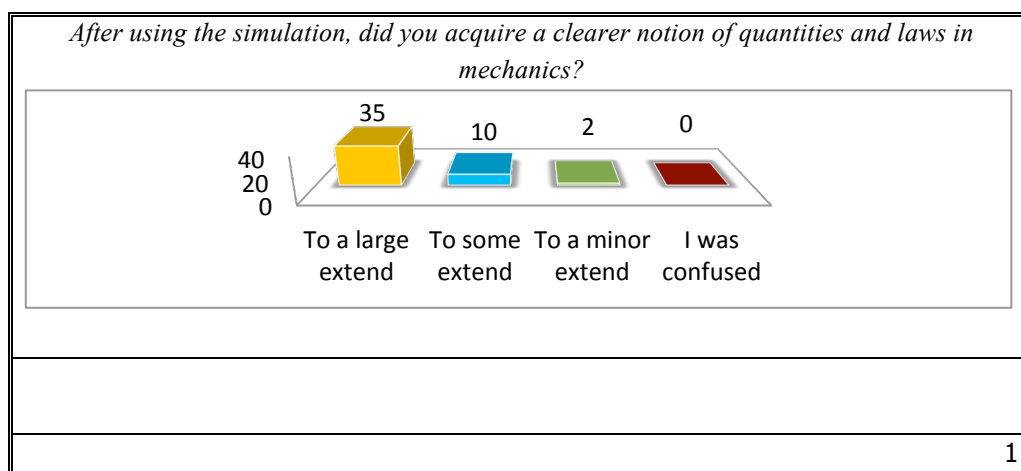 After using the simulation, did you acquire a clearer notion of quantities and laws in
mechanics?
35
10
2
0
40
20
0
To a large
extend
To some
extend
To a minor
extend
I was
confused
1